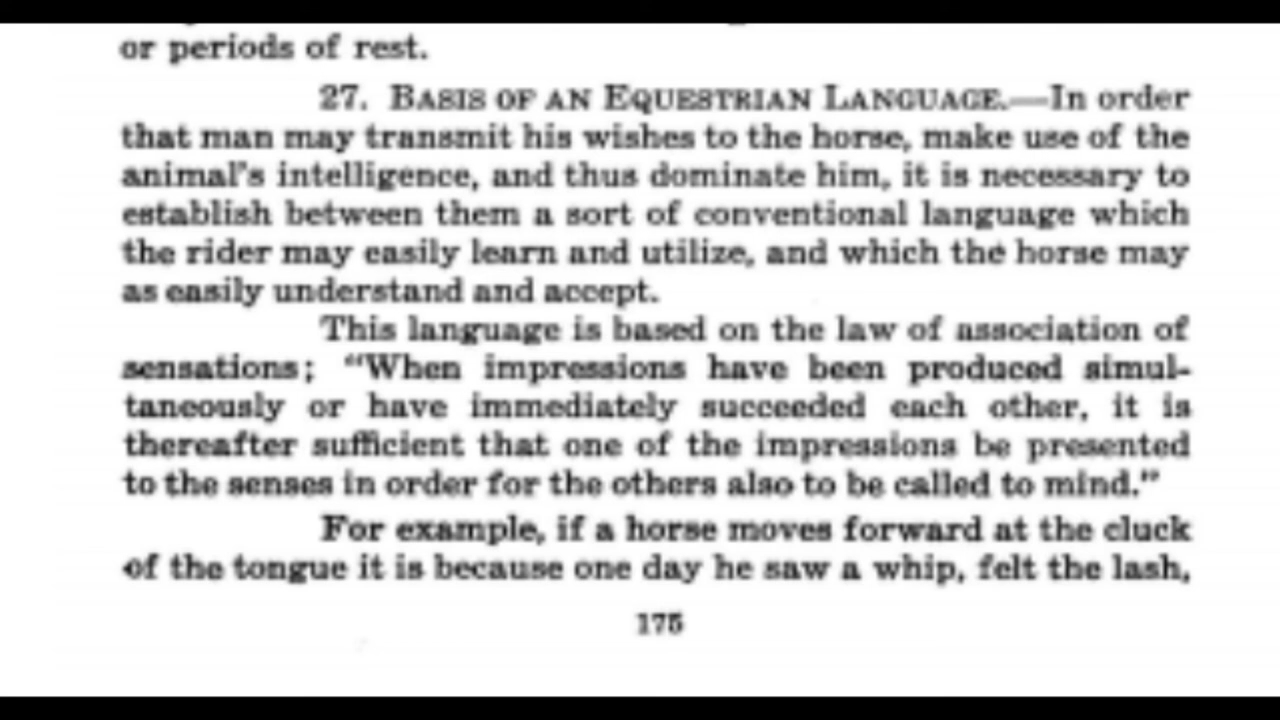 or periods of rest.
27. BASIS OF AN EQUESTRIAN LANGUAGE.—In order
that man may transmit his wishes to the horse, make use of the
animal's intelligence, and thus dominate him, it is necessary to
establish between them a sort of conventional language which
the rider may easily learn and utilize, and which the horse may
as easily understand and accept.
This language is based on the law of association of
sensations; "When impressions have been produced simul-
taneously or have immediately succeeded each other, it is
thereafter sufficient that one of the impressions be presented
to the senses in order for the others also to be called to mind."
For example, if a horse moves forward at the cluck
of the tongue it is because one day he saw a whip, felt the lash,
175